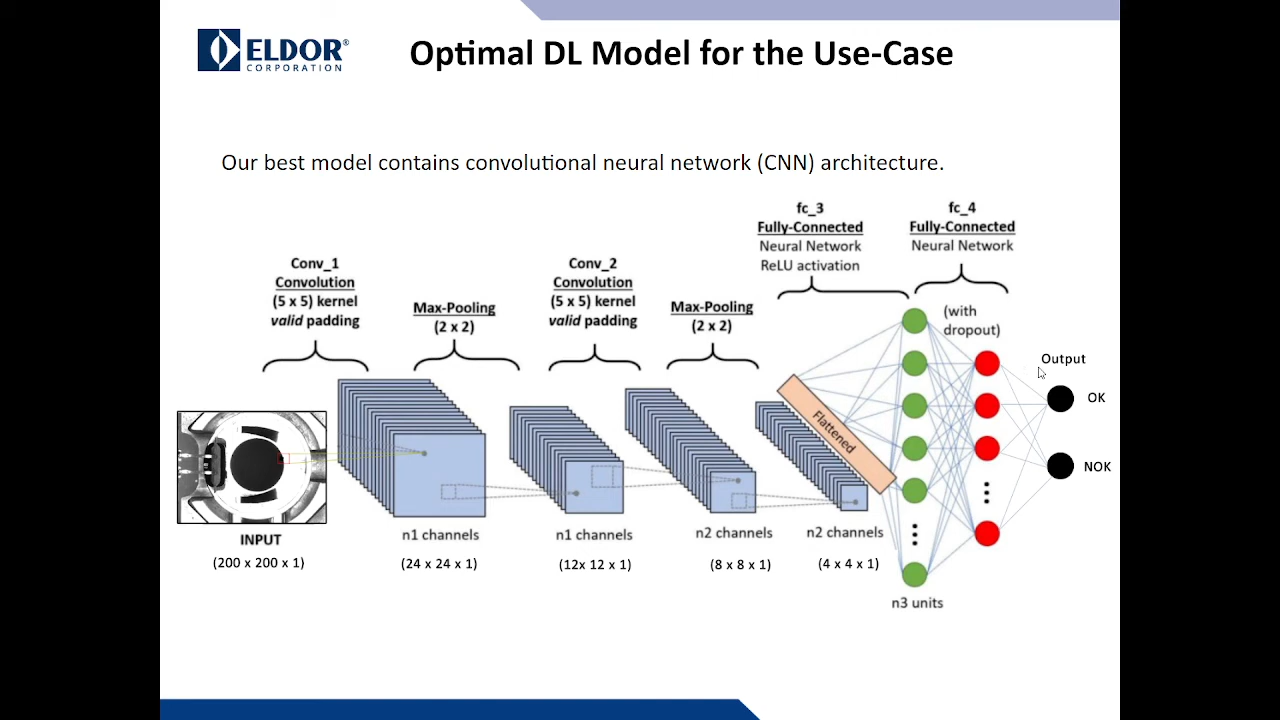 ELDOR®
CORPORATION
Optimal DL Model for the Use-Case
Our best model contains convolutional neural network (CNN) architecture.
Conv_1
Convolution
(5 x 5) kernel
valid padding
Max-Pooling
(2 x 2)
Conv_2
Convolution
(5 x 5) kernel
valid padding
Max-Pooling
(2 x 2)
fc_3
Fully-Connected
Neural Network
ReLU activation
fc_4
Fully-Connected
Neural Network
(with
dropout)
Output
OK
NOK
Flattened
INPUT
(200 x 200 x 1)
n1 channels
(24 x 24 x 1)
n1 channels
(12x 12 x 1)
n2 channels
(8 x 8 x 1)
n2 channels
(4 x 4 x 1)
n3 units